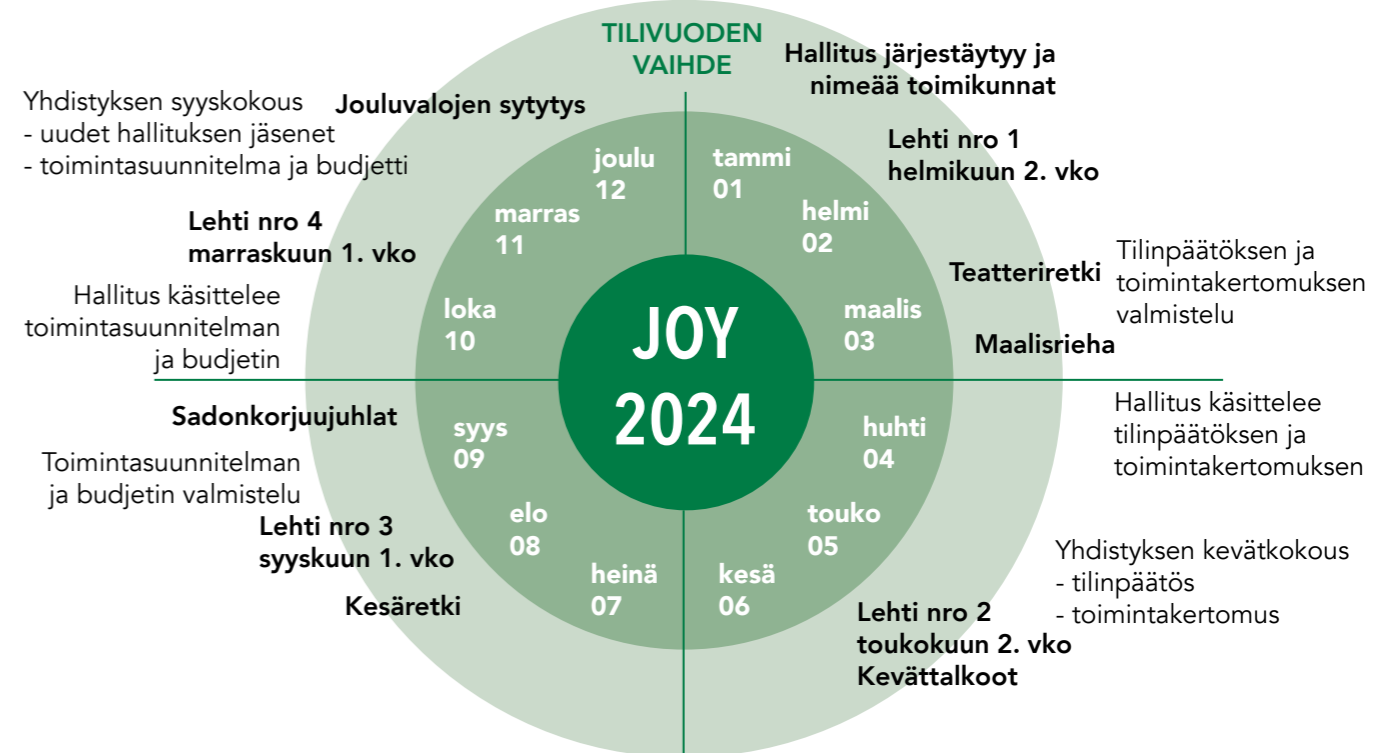 TILIVUODEN
VAIHDE
Hallitus järjestäytyy ja
nimeää toimikunnat
Lehti nro 1
helmikuun 2. vko
Teatteriretki
Tilinpäätöksen ja
toimintakertomuksen
valmistelu
Maalisrieha
Hallitus käsittelee
tilinpäätöksen ja
toimintakertomuksen
Yhdistyksen kevätkokous
- tilinpäätös
- toimintakertomus
Lehti nro 2
toukokuun 2. vko
Kevättalkoot
Kesäretki
Lehti nro 3
syyskuun 1. vko
Toimintasuunnitelman
ja budjetin valmistelu
Sadonkorjuujuhlat
Hallitus käsittelee
toimintasuunnitelman
ja budjetin
Lehti nro 4
marraskuun 1. vko
Yhdistyksen syyskokous
- uudet hallituksen jäsenet
- toimintasuunnitelma ja budjetti
Jouluvalojen sytytys
tammi
01
helmi
02
maalis
03
huhti
04
touko
05
kesä
06
heinä
07
elo
08
syys
09
loka
10
marras
11
joulu
12
JOY
2024